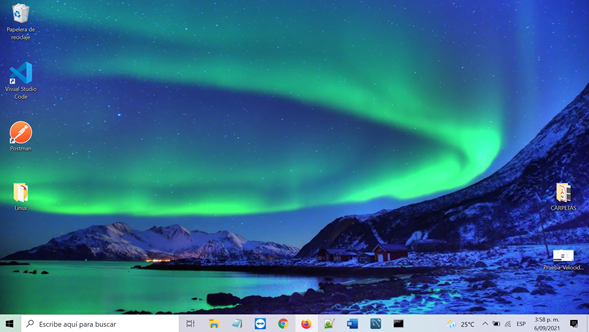 Papelera de
reciclaje
Visual Studio
Code
Postman
Linux
CARPETAS
Prueba-Velocid...
Escribe aquí para buscar
25°C
ESP
3:58 p. m.
6/09/2021